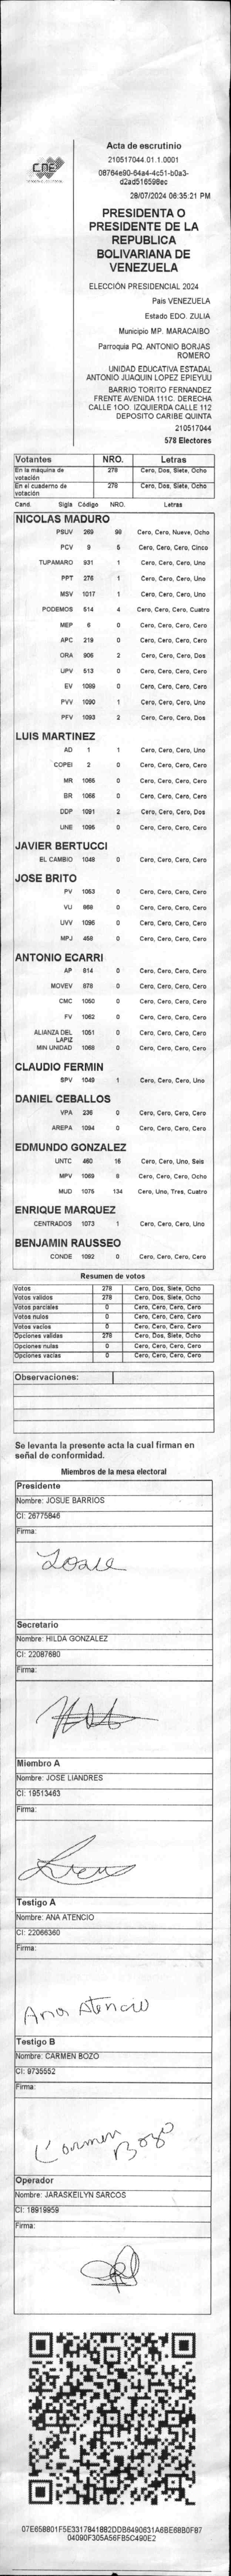 CNE
Acta de escrutinio
210517044.01.1.0001
08764e90-64a4-4c51-b0a3-
d2ad516598ec
28/07/2024 06:35:21 PM
PRESIDENTA O
PRESIDENTE DE LA
REPUBLICA
BOLIVARIANA DE
VENEZUELA
ELECCIÓN PRESIDENCIAL 2024
Pais VENEZUELA
Estado EDO. ZULIA
Municipio MP. MARACAIBO
Parroquia PQ. ANTONIO BORJAS
ROMERO
UNIDAD EDUCATIVA ESTADAL
ANTONIO JUAQUIN LOPEZ EPIEYUU
BARRIO TORITO FERNANDEZ
FRENTE AVENIDA 111C. DERECHA
CALLE 1OO. IZQUIERDA CALLE 112
DEPOSITO CARIBE QUINTA
210517044
578 Electores
Votantes NRO. Letras
En la máquina de votación 278 Cero, Dos, Siete, Ocho
En el cuaderno de votación 278 Cero, Dos, Siete, Ocho
Cand. Sigla Código NRO. Letras
NICOLAS MADURO
PSUV 269 98 Cero, Cero, Nueve, Ocho
PCV 9 5 Cero, Cero, Cero, Cinco
TUPAMARO 931 1 Cero, Cero, Cero, Uno
PPT 276 1 Cero, Cero, Cero, Uno
MSV 1017 1 Cero, Cero, Cero, Uno
PODEMOS 514 4 Cero, Cero, Cero, Cuatro
MEP 6 0 Cero, Cero, Cero, Cero
APC 219 0 Cero, Cero, Cero, Cero
ORA 906 2 Cero, Cero, Cero, Dos
UPV 513 0 Cero, Cero, Cero, Cero
EV 1089 0 Cero, Cero, Cero, Cero
PVV 1090 1 Cero, Cero, Cero, Uno
PFV 1093 2 Cero, Cero, Cero, Dos
LUIS MARTINEZ
AD 1 1 Cero, Cero, Cero, Uno
COPEI 2 0 Cero, Cero, Cero, Cero
MR 1065 0 Cero, Cero, Cero, Cero
BR 1066 0 Cero, Cero, Cero, Cero
DDP 1091 2 Cero, Cero, Cero, Dos
UNE 1095 0 Cero, Cero, Cero, Cero
JAVIER BERTUCCI
EL CAMBIO 1048 0 Cero, Cero, Cero, Cero
JOSE BRITO
PV 1053 0 Cero, Cero, Cero, Cero
VU 968 0 Cero, Cero, Cero, Cero
UVV 1096 0 Cero, Cero, Cero, Cero
MPJ 458 0 Cero, Cero, Cero, Cero
ANTONIO ECARRI
AP 614 0 Cero, Cero, Cero, Cero
MOVEV 978 0 Cero, Cero, Cero, Cero
CMC 1050 0 Cero, Cero, Cero, Cero
FV 1062 0 Cero, Cero, Cero, Cero
ALIANZA DEL LAPIZ 1051 0 Cero, Cero, Cero, Cero
MIN UNIDAD 1068 0 Cero, Cero, Cero, Cero
CLAUDIO FERMIN
SPV 1049 1 Cero, Cero, Cero, Uno
DANIEL CEBALLOS
VPA 236 0 Cero, Cero, Cero, Cero
AREPA 1094 0 Cero, Cero, Cero, Cero
EDMUNDO GONZALEZ
UNTC 460 16 Cero, Cero, Uno, Seis
MPV 1069 8 Cero, Cero, Cero, Ocho
MUD 1075 134 Cero, Uno, Tres, Cuatro
ENRIQUE MARQUEZ
CENTRADOS 1073 1 Cero, Cero, Cero, Uno
BENJAMIN RAUSSEO
CONDE 1092 0 Cero, Cero, Cero, Cero
Resumen de votos
Votos 278 Cero, Dos, Siete, Ocho
Votos validos 278 Cero, Dos, Siete, Ocho
Votos parciales 0 Cero, Cero, Cero, Cero
Votos nulos 0 Cero, Cero, Cero, Cero
Votos vacios 0 Cero, Cero, Cero, Cero
Opciones validas 278 Cero, Dos, Siete, Ocho
Opciones nulas 0 Cero, Cero, Cero, Cero
Opciones vacias 0 Cero, Cero, Cero, Cero
Observaciones:
Se levanta la presente acta la cual firman en
señal de conformidad.
Miembros de la mesa electoral
Presidente
Nombre: JOSUE BARRIOS
CI: 26775846
Firma:
Josue
Secretario
Nombre: HILDA GONZALEZ
CI: 22087680
Firma:
Miembro A
Nombre: JOSE LIANDRES
CI: 19513463
Firma:
Testigo A
Nombre: ANA ATENCIO
CI: 22066360
Firma:
Ana Atencio
Testigo B
Nombre: CARMEN BOZO
CI: 9735552
Firma:
Carmen Bozo
Operador
Nombre: JARASKEILYN SARCOS
CI: 18919959
Firma:
07E658801F5E3317841882DDB6490631A6BE68B0F87
04090F305A56FB5C490E2